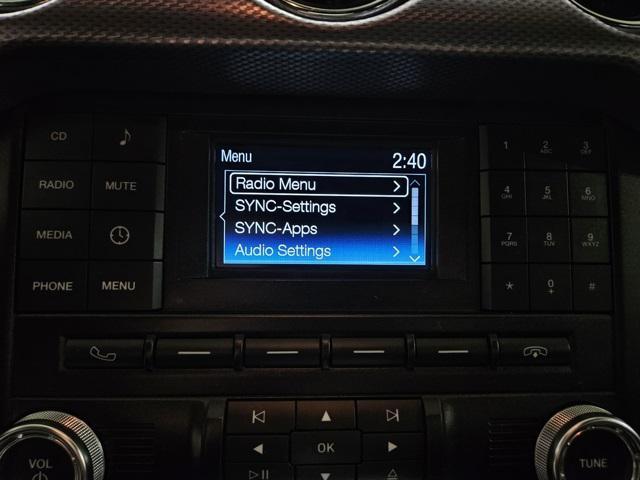 CD
RADIO MUTE
MEDIA
PHONE MENU
Menu 2:40
Radio Menu >
SYNC-Settings >
SYNC-Apps >
Audio Settings >
1 2 ABC 3 DEF
4 GHI 5 JKL 6 MNO
7 PQRS 8 TUV 9 WXYZ
* 0 + #
OK
VOL
TUNE